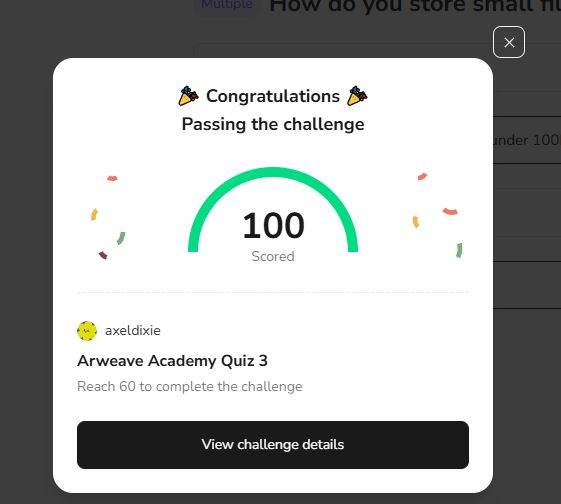 Multiple How do you store small fil
Congratulations
Passing the challenge
100
Scored
under 100
axeldixie
Arweave Academy Quiz 3
Reach 60 to complete the challenge
View challenge details